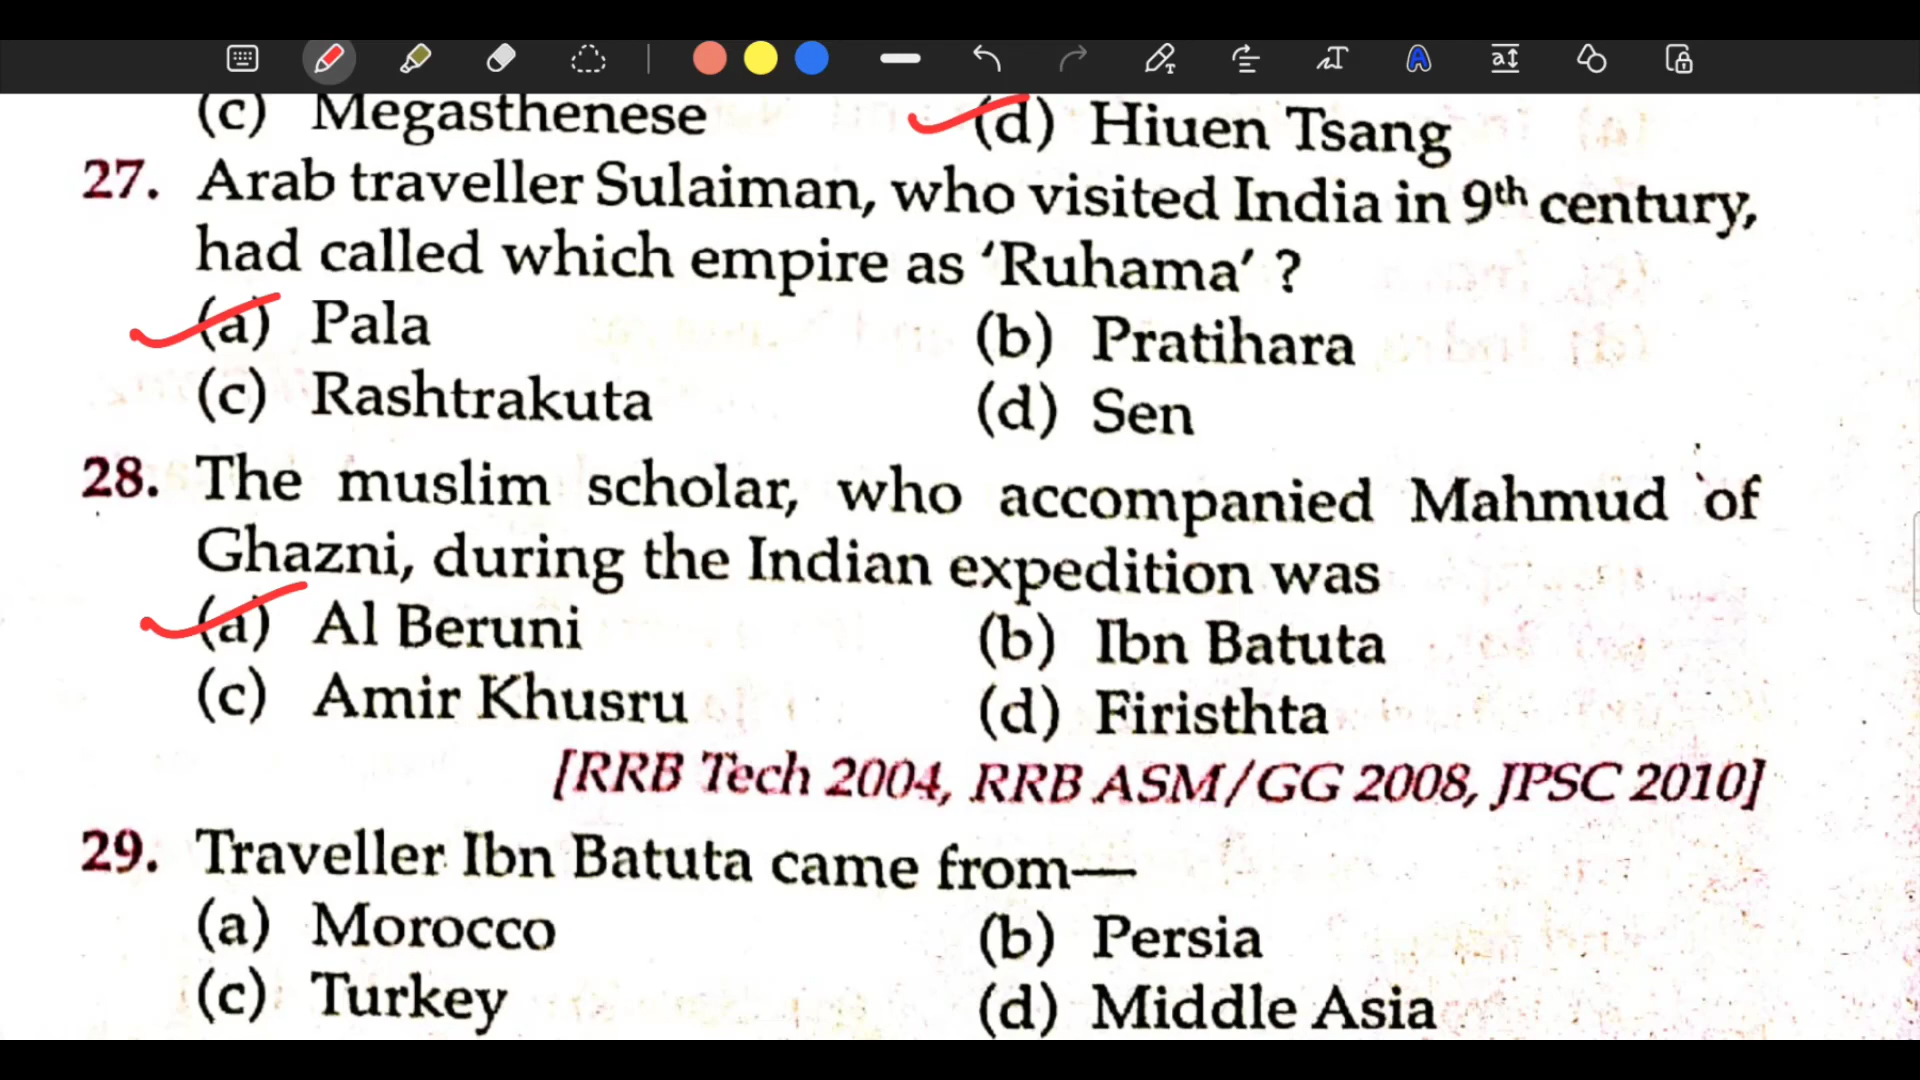 (c) Megasthenese (d) Hiuen Tsang
27. Arab traveller Sulaiman, who visited India in 9th century,
had called which empire as ‘Ruhama’ ?
(a) Pala (b) Pratihara
(c) Rashtrakuta (d) Sen
28. The muslim scholar, who accompanied Mahmud of
Ghazni, during the Indian expedition was
(a) Al Beruni (b) Ibn Batuta
(c) Amir Khusru (d) Firisthta
[RRB Tech 2004, RRB ASM/GG 2008, JPSC 2010]
29. Traveller Ibn Batuta came from—
(a) Morocco (b) Persia
(c) Turkey (d) Middle Asia